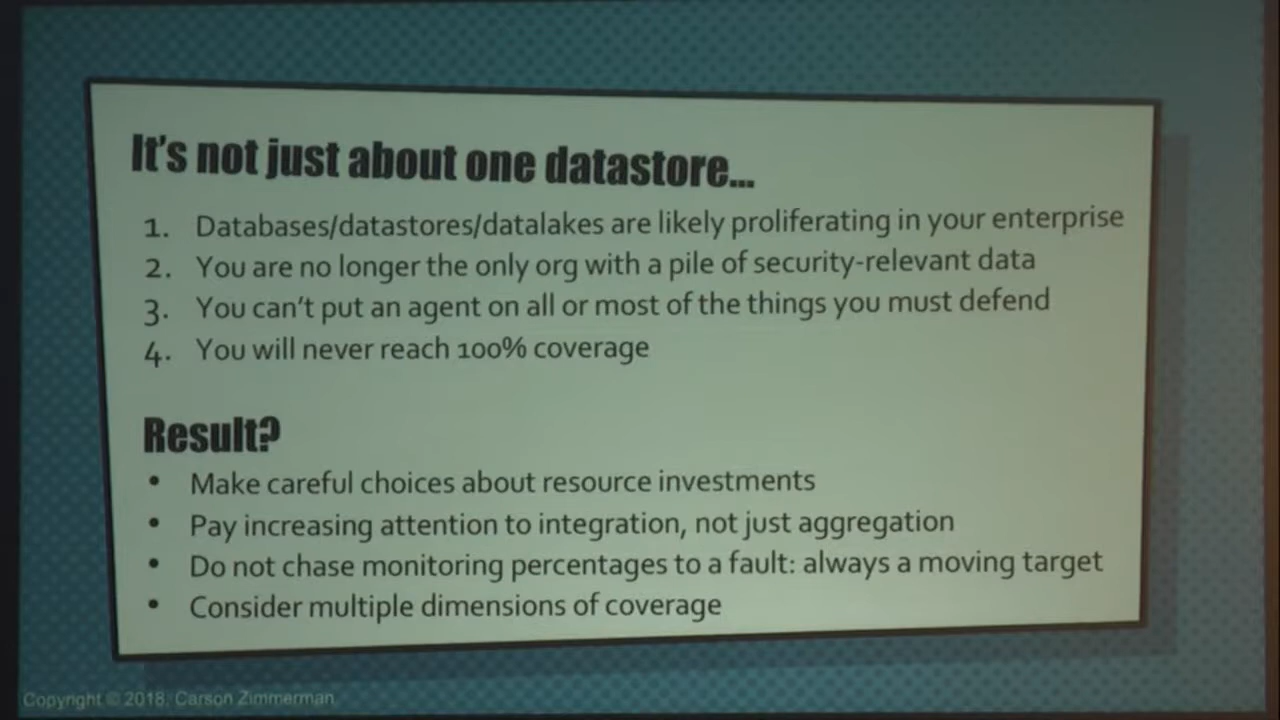 It's not just about one datastore...
1. Databases/datastores/datalakes are likely proliferating in your enterprise
2. You are no longer the only org with a pile of security-relevant data
3. You can't put an agent on all or most of the things you must defend
4. You will never reach 100% coverage
Result?
• Make careful choices about resource investments
• Pay increasing attention to integration, not just aggregation
• Do not chase monitoring percentages to a fault: always a moving target
• Consider multiple dimensions of coverage
Copyright © 2018, Carson Zimmerman